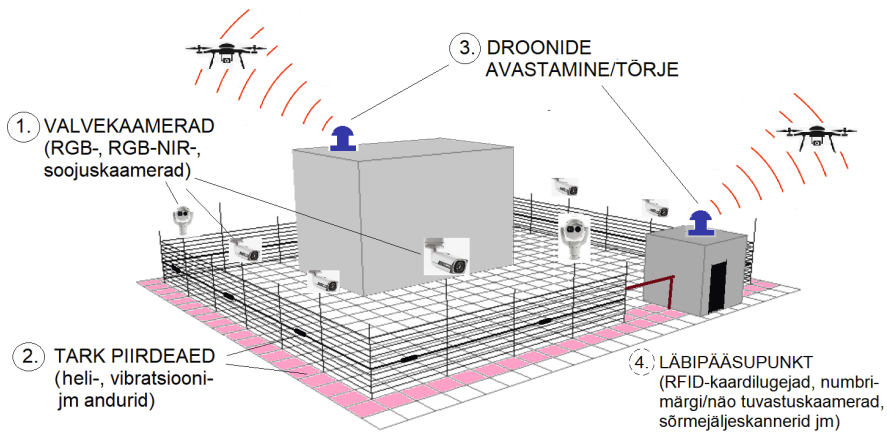 1. VALVEKAAMERAD
(RGB-, RGB-NIR-,
soojuskaamerad)
2. TARK PIIRDEAED
(heli-, vibratsiooni-
jm andurid)
3. DROONIDE
AVASTAMINE/TÕRJE
4. LÄBIPÄÄSUPUNKT
(RFID-kaardilugejad, numbri-
märgi/näo tuvastuskaamerad,
sõrmejäljeskannerid jm)